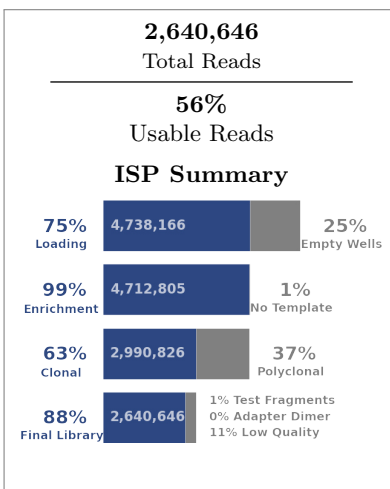 2,640,646
Total Reads
56%
Usable Reads
ISP Summary
75% 4,738,166 25%
Loading Empty Wells
99% 4,712,805 1%
Enrichment No Template
63% 2,990,826 37%
Clonal Polyclonal
88% 2,640,646 1% Test Fragments
0% Adapter Dimer
Final Library 11% Low Quality